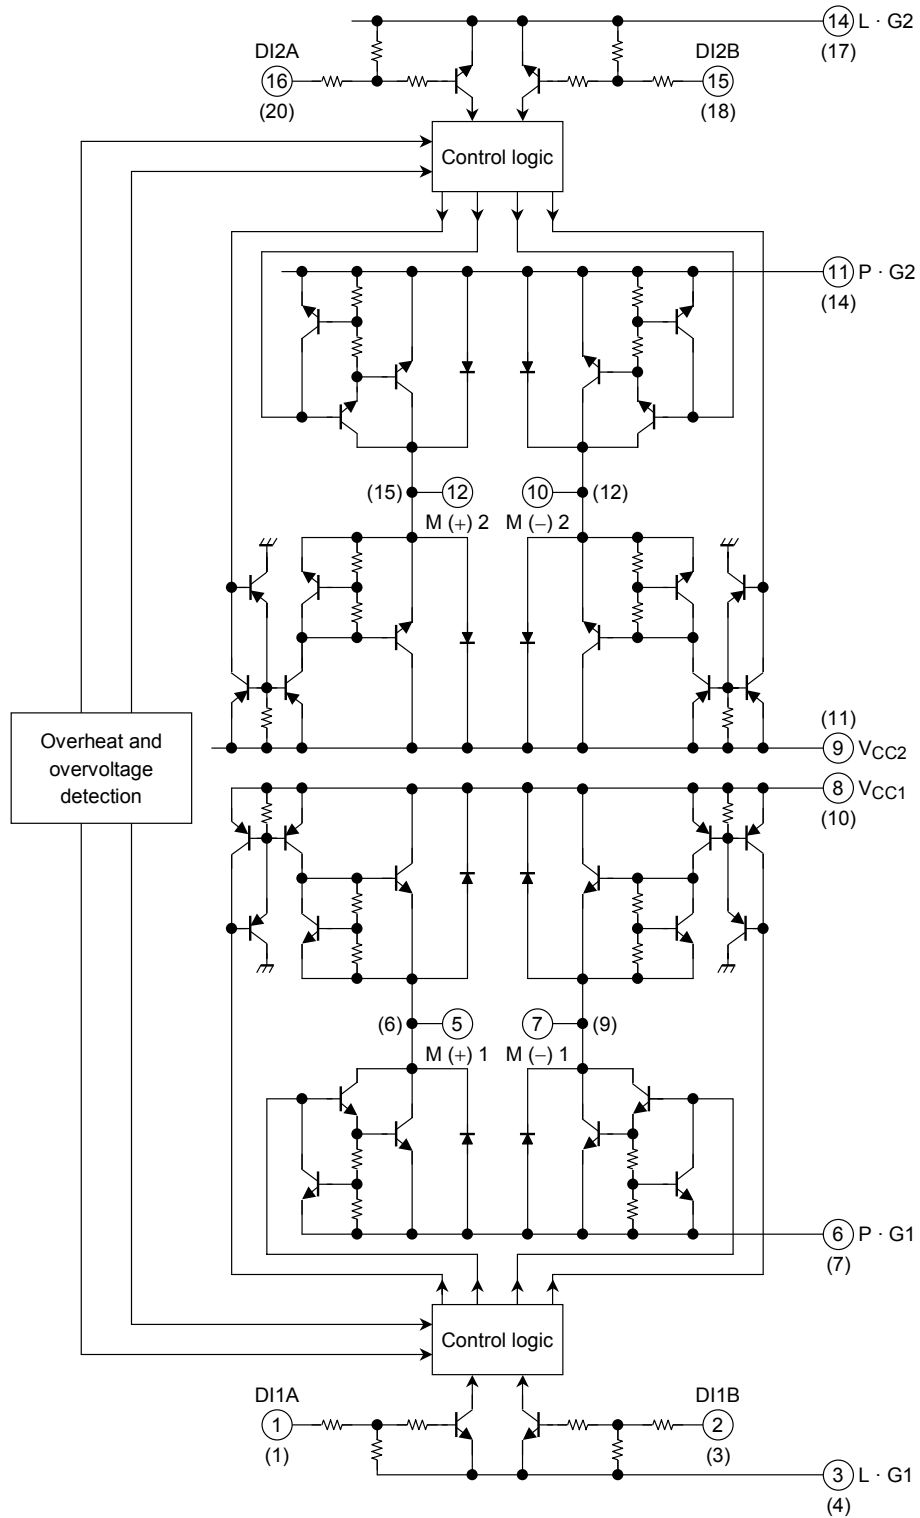 14 L · G2
(17)
DI2A
DI2B
16
15
(20)
(18)
Control logic
11 P · G2
(14)
(15) 12
10 (12)
M (+) 2 M (−) 2
Overheat and
overvoltage
detection
(11)
9 VCC2
8 VCC1
(10)
(6) 5
7 (9)
M (+) 1 M (−) 1
6 P · G1
(7)
Control logic
DI1A
DI1B
1
2
(1)
(3)
3 L · G1
(4)